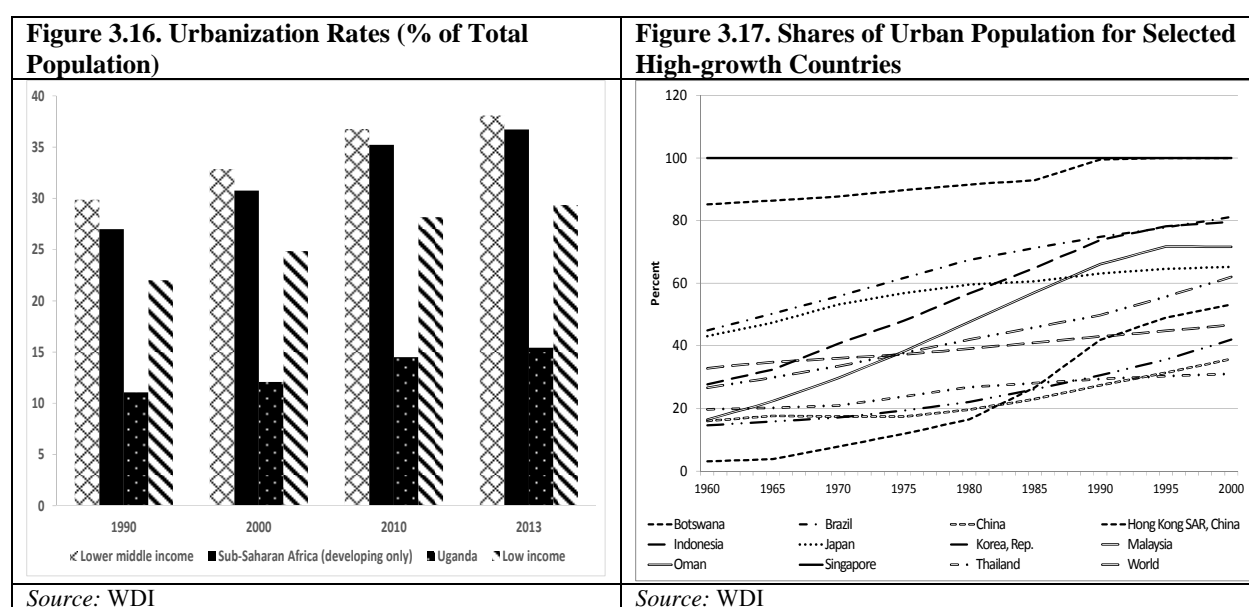 Figure 3.16. Urbanization Rates (% of Total
Population)
40
35
30
25
20
15
10
5
0
1990
2000
2010
2013
Lower middle income
Sub-Saharan Africa (developing only)
Uganda
Low income
Source: WDI
Figure 3.17. Shares of Urban Population for Selected
High-growth Countries
120
100
80
60
40
20
0
Percent
1960
1965
1970
1975
1980
1985
1990
1995
2000
Botswana
Brazil
China
Hong Kong SAR, China
Indonesia
Japan
Korea, Rep.
Malaysia
Oman
Singapore
Thailand
World
Source: WDI